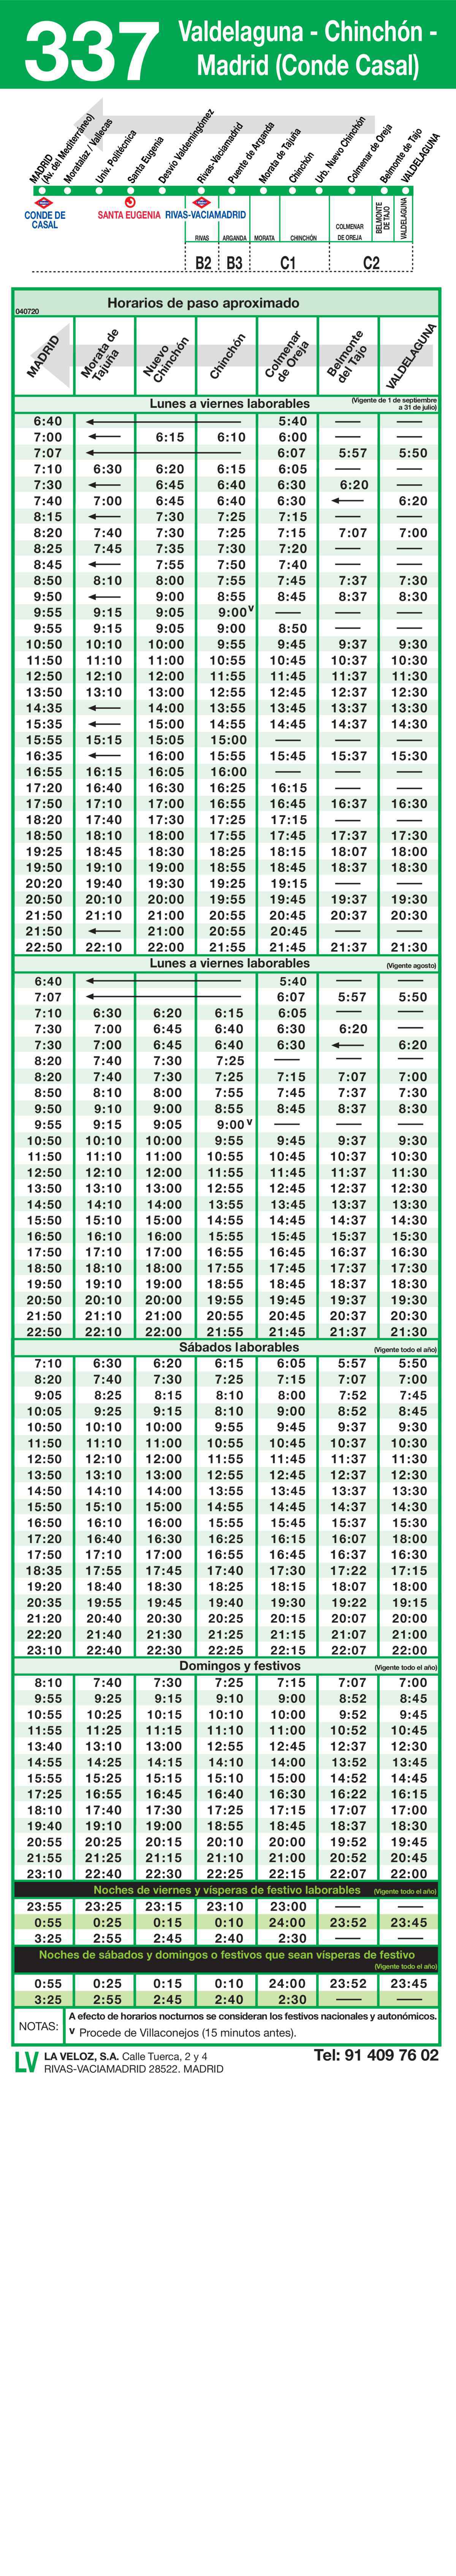 337
Valdelaguna - Chinchón -
Madrid (Conde Casal)
MADRID
(Av. del Mediterráneo)
Moratalaz / Vallecas
Univ. Politécnica
Santa Eugenia
Desvío Valdemingómez
Rivas-Vaciamadrid
Puente de Arganda
Morata de Tajuña
Chinchón
Urb. Nuevo Chinchón
Colmenar de Oreja
Belmonte de Tajo
VALDELAGUNA
CONDE DE
CASAL
SANTA EUGENIA
RIVAS-VACIAMADRID
RIVAS
ARGANDA
MORATA
CHINCHÓN
COLMENAR
DE OREJA
BELMONTE
DE TAJO
VALDELAGUNA
B2 B3 C1 C2
040720
Horarios de paso aproximado
MADRID
Morata de
Tajuña
Nuevo
Chinchón
Chinchón
Colmenar
de Oreja
Belmonte
del Tajo
VALDELAGUNA
Lunes a viernes laborables
(Vigente de 1 de septiembre
a 31 de julio)
6:40 ← 5:40 — —
7:00 ← 6:15 6:10 6:00 — —
7:07 ← 6:07 5:57 5:50
7:10 6:30 6:20 6:15 6:05 — —
7:30 ← 6:45 6:40 6:30 6:20 —
7:40 7:00 6:45 6:40 6:30 ← 6:20
8:15 ← 7:30 7:25 7:15 — —
8:20 7:40 7:30 7:25 7:15 7:07 7:00
8:25 7:45 7:35 7:30 7:20 — —
8:45 ← 7:55 7:50 7:40 — —
8:50 8:10 8:00 7:55 7:45 7:37 7:30
9:50 ← 9:00 8:55 8:45 8:37 8:30
9:55 9:15 9:05 9:00 v — — —
9:55 9:15 9:05 9:00 8:50 — —
10:50 10:10 10:00 9:55 9:45 9:37 9:30
11:50 11:10 11:00 10:55 10:45 10:37 10:30
12:50 12:10 12:00 11:55 11:45 11:37 11:30
13:50 13:10 13:00 12:55 12:45 12:37 12:30
14:35 ← 14:00 13:55 13:45 13:37 13:30
15:35 ← 15:00 14:55 14:45 14:37 14:30
15:55 15:15 15:05 15:00 — — —
16:35 ← 16:00 15:55 15:45 15:37 15:30
16:55 16:15 16:05 16:00 — — —
17:20 16:40 16:30 16:25 16:15 — —
17:50 17:10 17:00 16:55 16:45 16:37 16:30
18:20 17:40 17:30 17:25 17:15 — —
18:50 18:10 18:00 17:55 17:45 17:37 17:30
19:25 18:45 18:30 18:25 18:15 18:07 18:00
19:50 19:10 19:00 18:55 18:45 18:37 18:30
20:20 19:40 19:30 19:25 19:15 — —
20:50 20:10 20:00 19:55 19:45 19:37 19:30
21:50 21:10 21:00 20:55 20:45 20:37 20:30
21:50 ← 21:00 20:55 20:45 — —
22:50 22:10 22:00 21:55 21:45 21:37 21:30
Lunes a viernes laborables
(Vigente agosto)
6:40 ← 5:40 — —
7:07 ← 6:07 5:57 5:50
7:10 6:30 6:20 6:15 6:05 — —
7:30 7:00 6:45 6:40 6:30 6:20 —
7:30 7:00 6:45 6:40 6:30 ← 6:20
8:20 7:40 7:30 7:25 — — —
8:20 7:40 7:30 7:25 7:15 7:07 7:00
8:50 8:10 8:00 7:55 7:45 7:37 7:30
9:50 9:10 9:00 8:55 8:45 8:37 8:30
9:55 9:15 9:05 9:00 v — — —
10:50 10:10 10:00 9:55 9:45 9:37 9:30
11:50 11:10 11:00 10:55 10:45 10:37 10:30
12:50 12:10 12:00 11:55 11:45 11:37 11:30
13:50 13:10 13:00 12:55 12:45 12:37 12:30
14:50 14:10 14:00 13:55 13:45 13:37 13:30
15:50 15:10 15:00 14:55 14:45 14:37 14:30
16:50 16:10 16:00 15:55 15:45 15:37 15:30
17:50 17:10 17:00 16:55 16:45 16:37 16:30
18:50 18:10 18:00 17:55 17:45 17:37 17:30
19:50 19:10 19:00 18:55 18:45 18:37 18:30
20:50 20:10 20:00 19:55 19:45 19:37 19:30
21:50 21:10 21:00 20:55 20:45 20:37 20:30
22:50 22:10 22:00 21:55 21:45 21:37 21:30
Sábados laborables
(Vigente todo el año)
7:10 6:30 6:20 6:15 6:05 5:57 5:50
8:20 7:40 7:30 7:25 7:15 7:07 7:00
9:05 8:25 8:15 8:10 8:00 7:52 7:45
10:05 9:25 9:15 8:10 9:00 8:52 8:45
10:50 10:10 10:00 9:55 9:45 9:37 9:30
11:50 11:10 11:00 10:55 10:45 10:37 10:30
12:50 12:10 12:00 11:55 11:45 11:37 11:30
13:50 13:10 13:00 12:55 12:45 12:37 12:30
14:50 14:10 14:00 13:55 13:45 13:37 13:30
15:50 15:10 15:00 14:55 14:45 14:37 14:30
16:50 16:10 16:00 15:55 15:45 15:37 15:30
17:20 16:40 16:30 16:25 16:15 16:07 18:00
17:50 17:10 17:00 16:55 16:45 16:37 16:30
18:35 17:55 17:45 17:40 17:30 17:22 17:15
19:20 18:40 18:30 18:25 18:15 18:07 18:00
20:35 19:55 19:45 19:40 19:30 19:22 19:15
21:20 20:40 20:30 20:25 20:15 20:07 20:00
22:20 21:40 21:30 21:25 21:15 21:07 21:00
23:10 22:40 22:30 22:25 22:15 22:07 22:00
Domingos y festivos
(Vigente todo el año)
8:10 7:40 7:30 7:25 7:15 7:07 7:00
9:55 9:25 9:15 9:10 9:00 8:52 8:45
10:55 10:25 10:15 10:10 10:00 9:52 9:45
11:55 11:25 11:15 11:10 11:00 10:52 10:45
13:40 13:10 13:00 12:55 12:45 12:37 12:30
14:55 14:25 14:15 14:10 14:00 13:52 13:45
15:55 15:25 15:15 15:10 15:00 14:52 14:45
17:25 16:55 16:45 16:40 16:30 16:22 16:15
18:10 17:40 17:30 17:25 17:15 17:07 17:00
19:40 19:10 19:00 18:55 18:45 18:37 18:30
20:55 20:25 20:15 20:10 20:00 19:52 19:45
21:55 21:25 21:15 21:10 21:00 20:52 20:45
23:10 22:40 22:30 22:25 22:15 22:07 22:00
Noches de viernes y vísperas de festivo laborables
(Vigente todo el año)
23:55 23:25 23:15 23:10 23:00 — —
0:55 0:25 0:15 0:10 24:00 23:52 23:45
3:25 2:55 2:45 2:40 2:30 — —
Noches de sábados y domingos o festivos que sean vísperas de festivo
(Vigente todo el año)
0:55 0:25 0:15 0:10 24:00 23:52 23:45
3:25 2:55 2:45 2:40 2:30 — —
NOTAS:
A efecto de horarios nocturnos se consideran los festivos nacionales y autonómicos.
v Procede de Villaconejos (15 minutos antes).
LV LA VELOZ, S.A. Calle Tuerca, 2 y 4
RIVAS-VACIAMADRID 28522. MADRID
Tel: 91 409 76 02